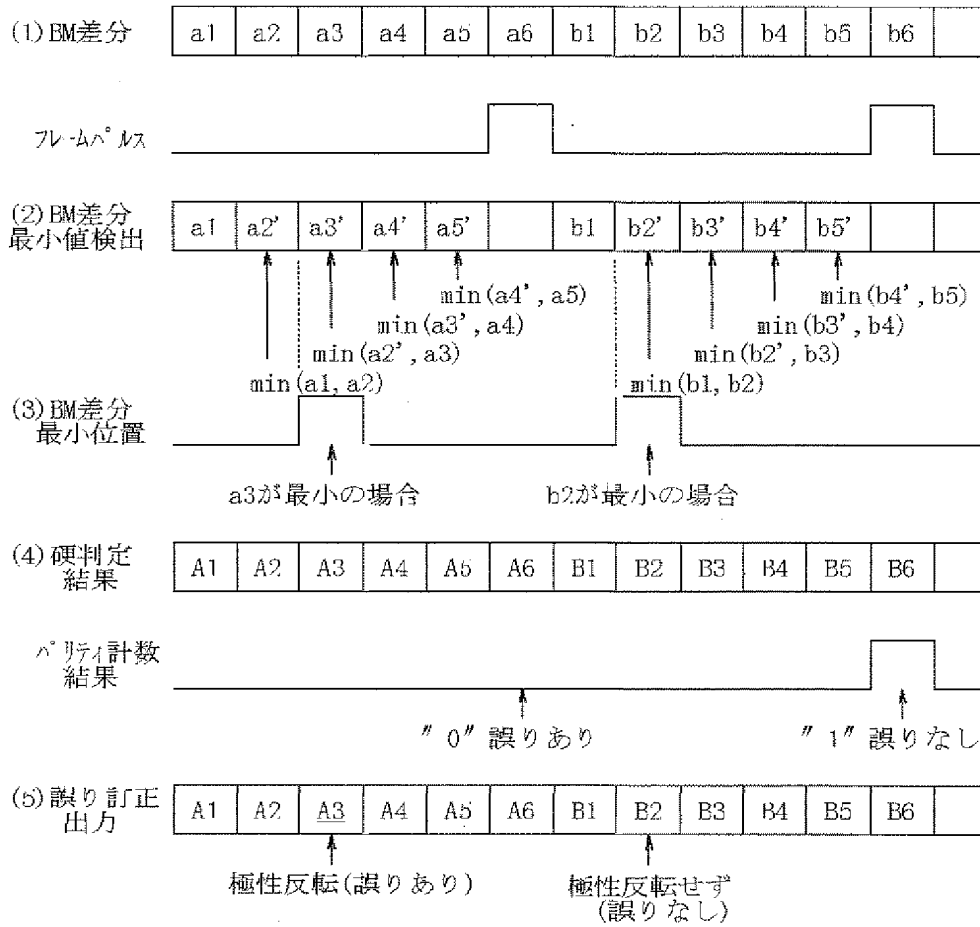 (1)BM差分 a1 a2 a3 a4 a5 a6 b1 b2 b3 b4 b5 b6
フレームパルス
(2)BM差分
最小値検出 a1 a2' a3' a4' a5' b1 b2' b3' b4' b5'
min(a4',a5) min(b4',b5)
min(a3',a4) min(b3',b4)
min(a2',a3) min(b2',b3)
min(a1,a2) min(b1,b2)
(3)BM差分
最小位置
a3が最小の場合 b2が最小の場合
(4)硬判定
結果 A1 A2 A3 A4 A5 A6 B1 B2 B3 B4 B5 B6
パリティ計数
結果
"0"誤りあり "1"誤りなし
(5)誤り訂正
出力 A1 A2 A3 A4 A5 A6 B1 B2 B3 B4 B5 B6
極性反転(誤りあり) 極性反転せず
(誤りなし)